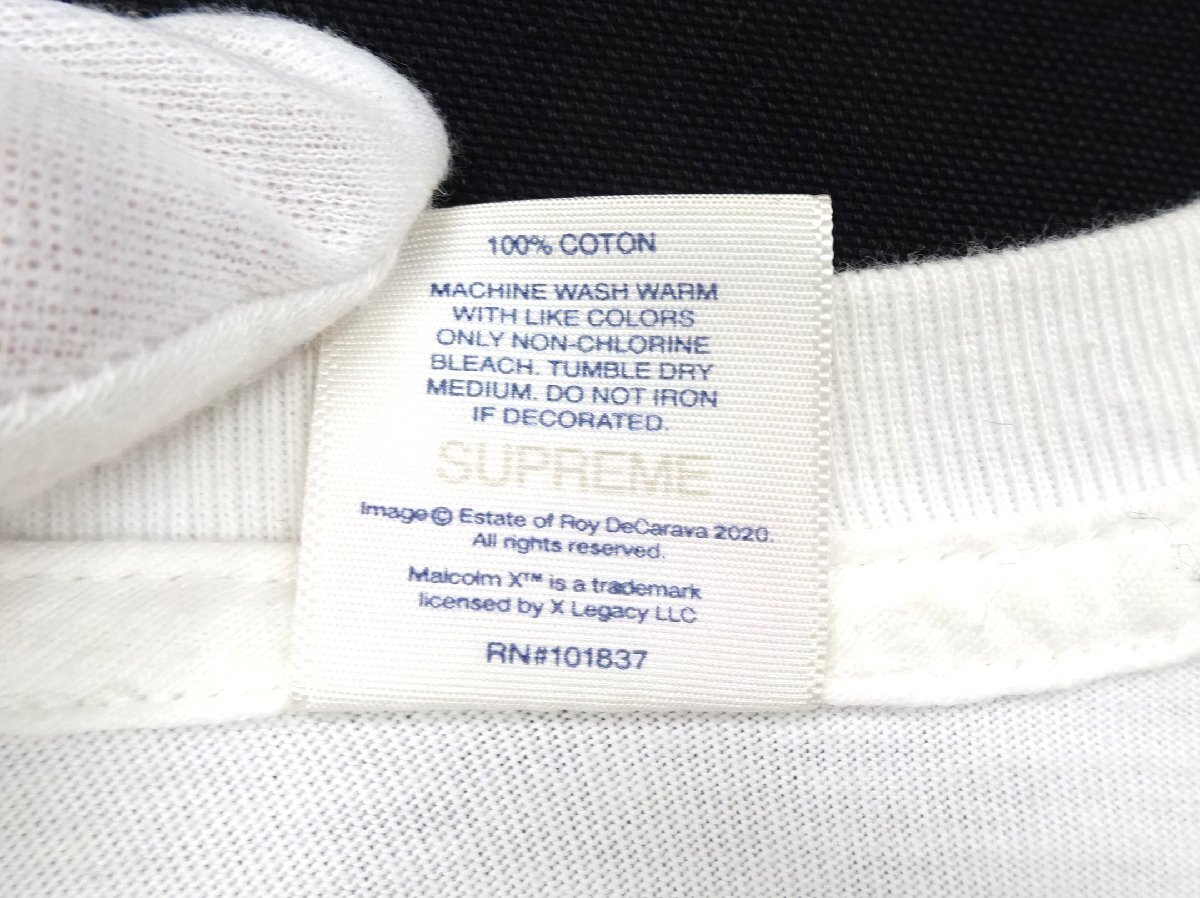 100% COTON
MACHINE WASH WARM
WITH LIKE COLORS
ONLY NON-CHLORINE
BLEACH. TUMBLE DRY
MEDIUM. DO NOT IRON
IF DECORATED.
SUPREME
Image© Estate of Roy DeCarava 2020.
All rights reserved.
Malcolm X™ is a trademark
licensed by X Legacy LLC
RN#101837